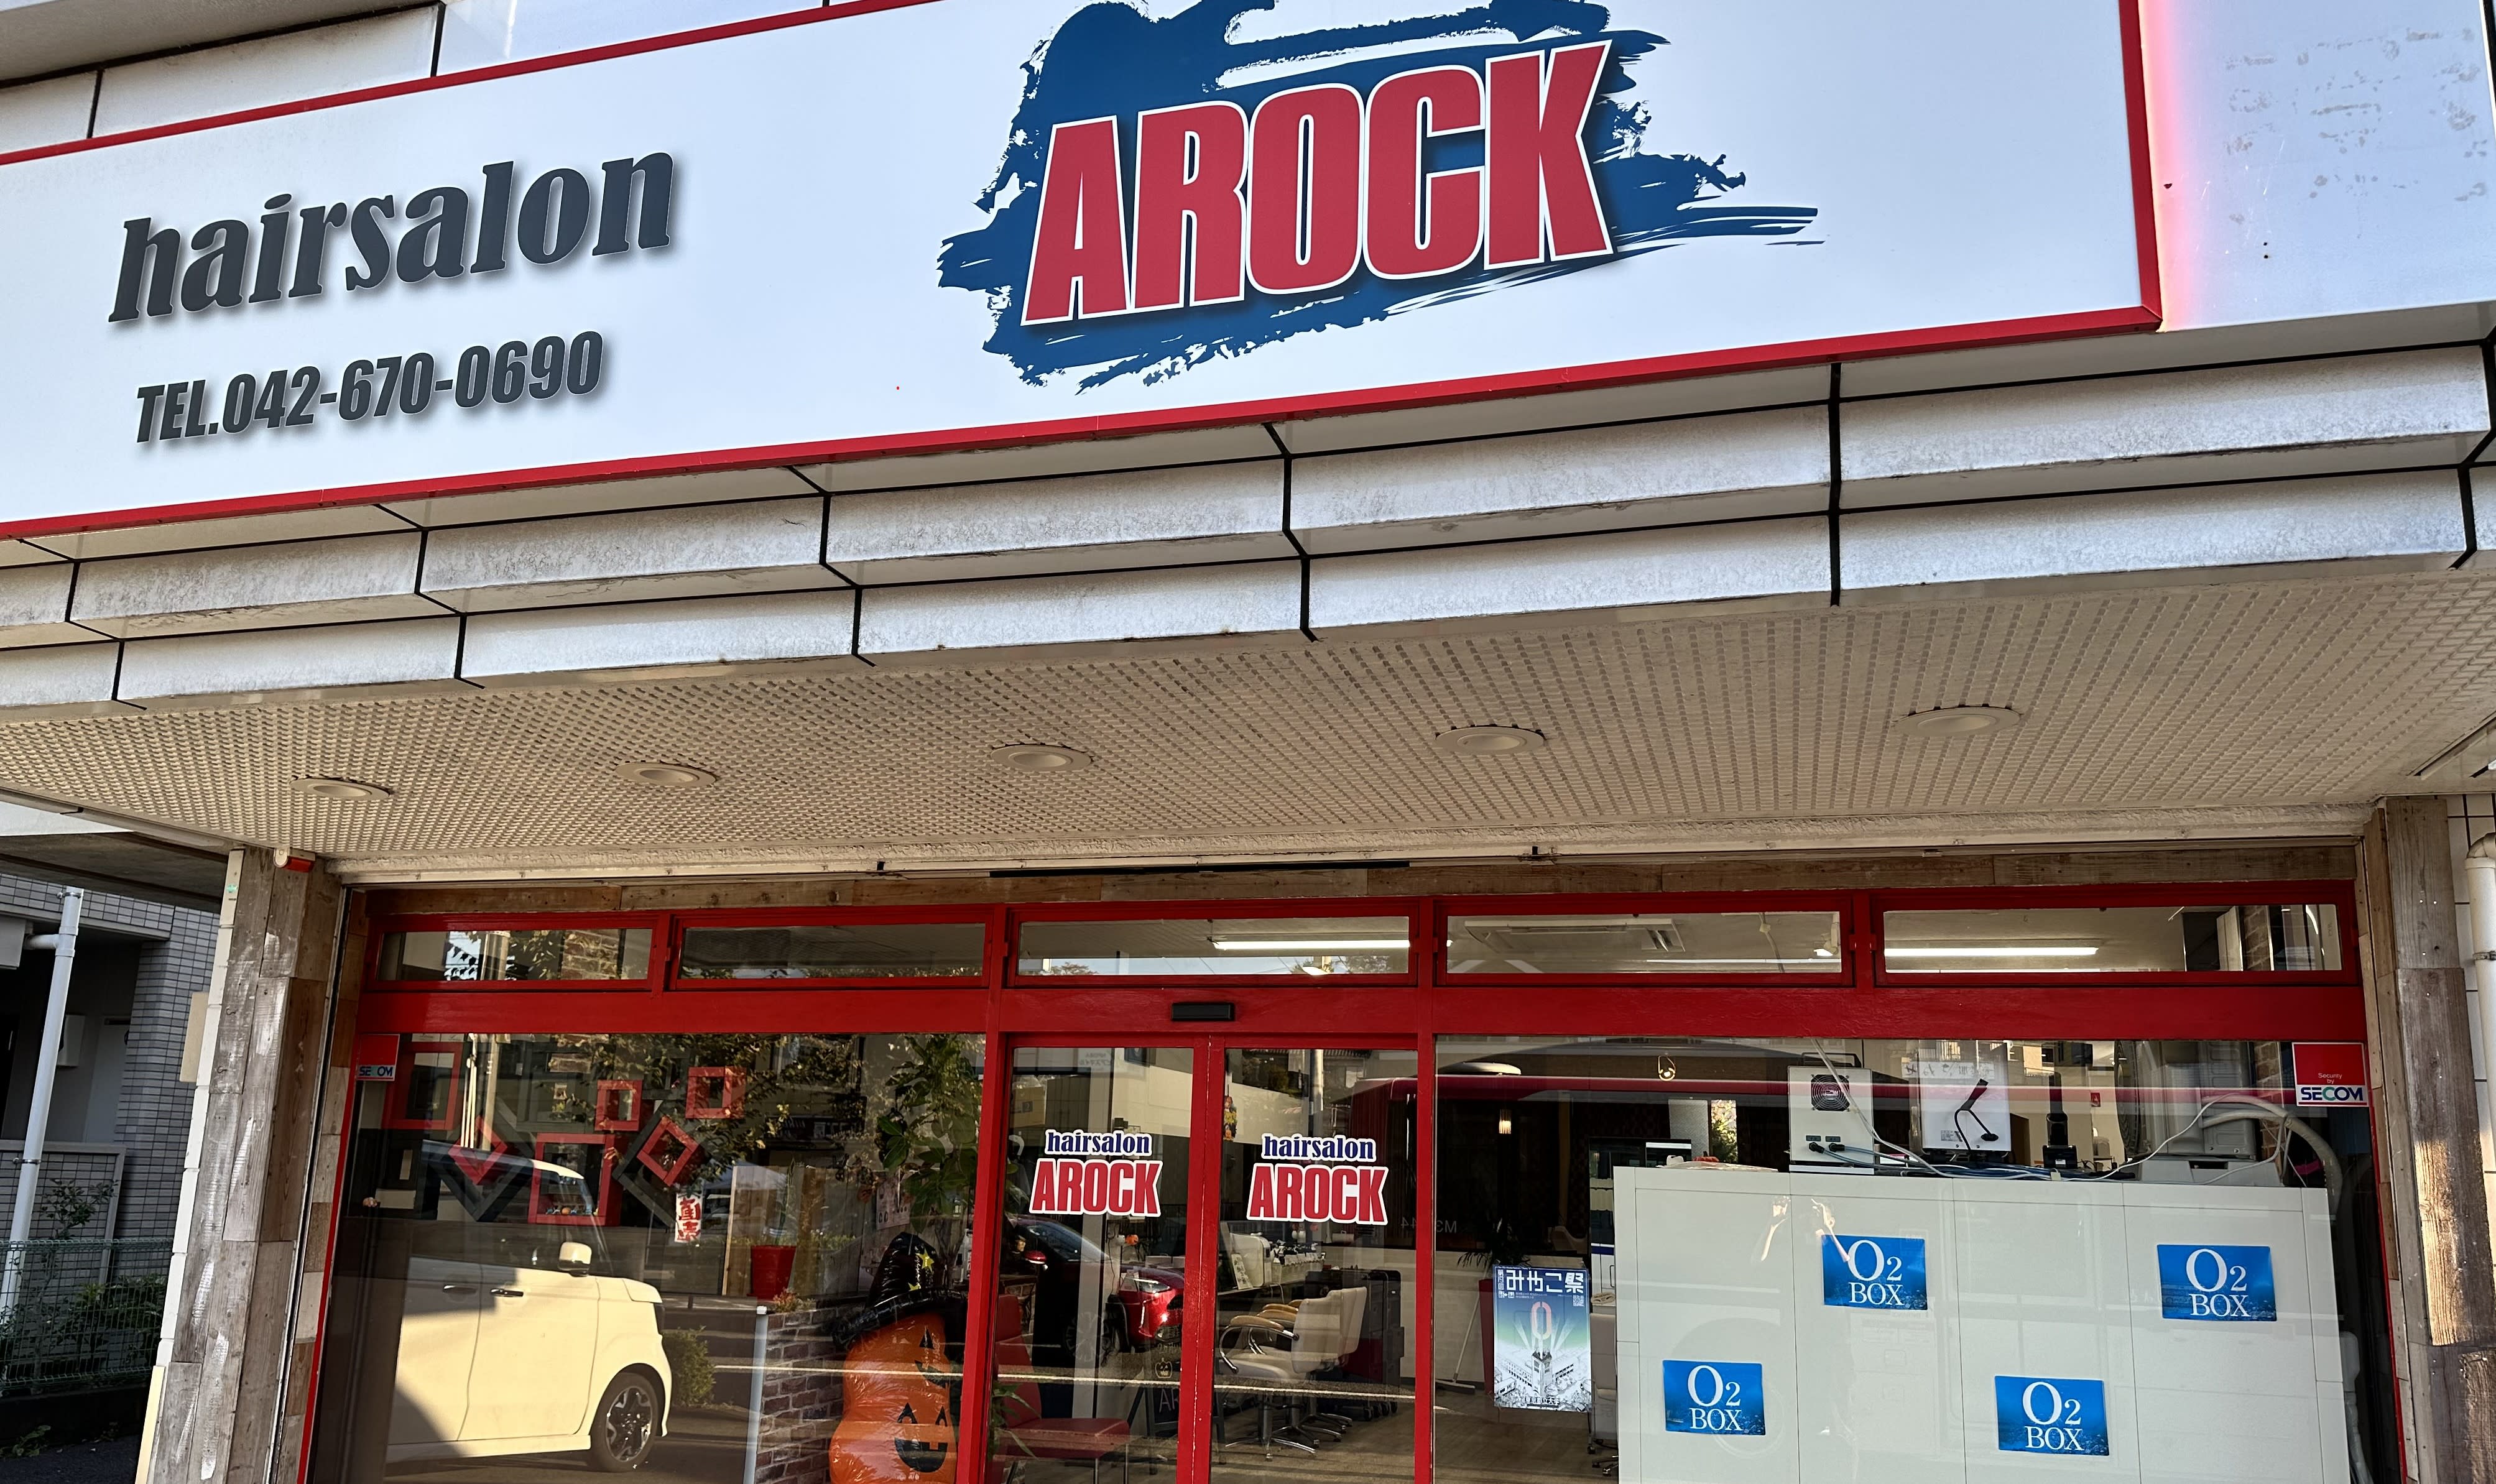 hairsalon
AROCK
TEL.042-670-0690
SECOM
Security
by
SECOM
hairsalon
AROCK
hairsalon
AROCK
みやこ祭
O2
BOX
O2
BOX
O2
BOX
O2
BOX